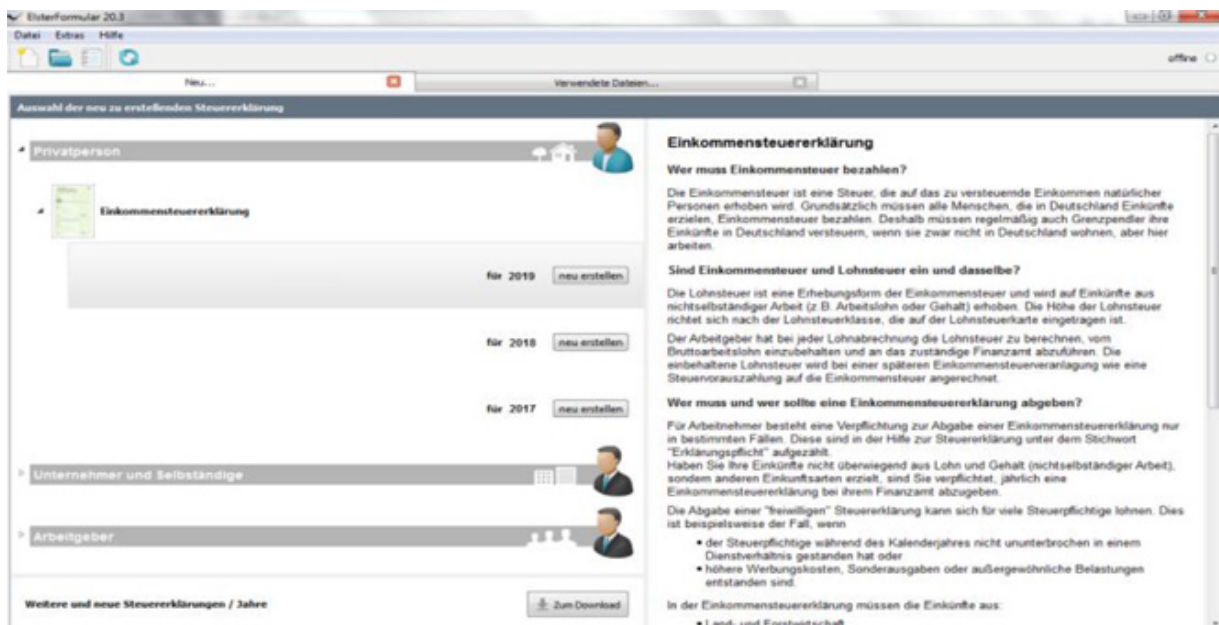 ElsterFormular 20.3
Datei Extras Hilfe
offline
Neu...
Verwendete Dateien...
Auswahl der neu zu erstellenden Steuererklärung
Privatperson
Einkommensteuererklärung
für 2019 neu erstellen
für 2018 neu erstellen
für 2017 neu erstellen
Unternehmer und Selbständige
Arbeitgeber
Weitere und neue Steuererklärungen / Jahre
Zum Download
Einkommensteuererklärung
Wer muss Einkommensteuer bezahlen?
Die Einkommensteuer ist eine Steuer, die auf das zu versteuernde Einkommen natürlicher
Personen erhoben wird. Grundsätzlich müssen alle Menschen, die in Deutschland Einkünfte
erzielen, Einkommensteuer bezahlen. Deshalb müssen regelmäßig auch Grenzpendler ihre
Einkünfte in Deutschland versteuern, wenn sie zwar nicht in Deutschland wohnen, aber hier
arbeiten.
Sind Einkommensteuer und Lohnsteuer ein und dasselbe?
Die Lohnsteuer ist eine Erhebungsform der Einkommensteuer und wird auf Einkünfte aus
nichtselbständiger Arbeit (z.B. Arbeitslohn oder Gehalt) erhoben. Die Höhe der Lohnsteuer
richtet sich nach der Lohnsteuerklasse, die auf der Lohnsteuerkarte eingetragen ist.
Der Arbeitgeber hat bei jeder Lohnabrechnung die Lohnsteuer zu berechnen, vom
Bruttoarbeitslohn einzubehalten und an das zuständige Finanzamt abzuführen. Die
einbehaltene Lohnsteuer wird bei einer späteren Einkommensteuerveranlagung wie eine
Steuervorauszahlung auf die Einkommensteuer angerechnet.
Wer muss und wer sollte eine Einkommensteuererklärung abgeben?
Für Arbeitnehmer besteht eine Verpflichtung zur Abgabe einer Einkommensteuererklärung nur
in bestimmten Fällen. Diese sind in der Hilfe zur Steuererklärung unter dem Stichwort
"Erklärungspflicht" aufgezählt.
Haben Sie Ihre Einkünfte nicht überwiegend aus Lohn und Gehalt (nichtselbständiger Arbeit),
sondern anderen Einkunftsarten erzielt, sind Sie verpflichtet, jährlich eine
Einkommensteuererklärung bei ihrem Finanzamt abzugeben.
Die Abgabe einer "freiwilligen" Steuererklärung kann sich für viele Steuerpflichtige lohnen. Dies
ist beispielsweise der Fall, wenn
• der Steuerpflichtige während des Kalenderjahres nicht ununterbrochen in einem
Dienstverhältnis gestanden hat oder
• höhere Werbungskosten, Sonderausgaben oder außergewöhnliche Belastungen
entstanden sind.
In der Einkommensteuererklärung müssen die Einkünfte aus:
• Land- und Forstwirtschaft